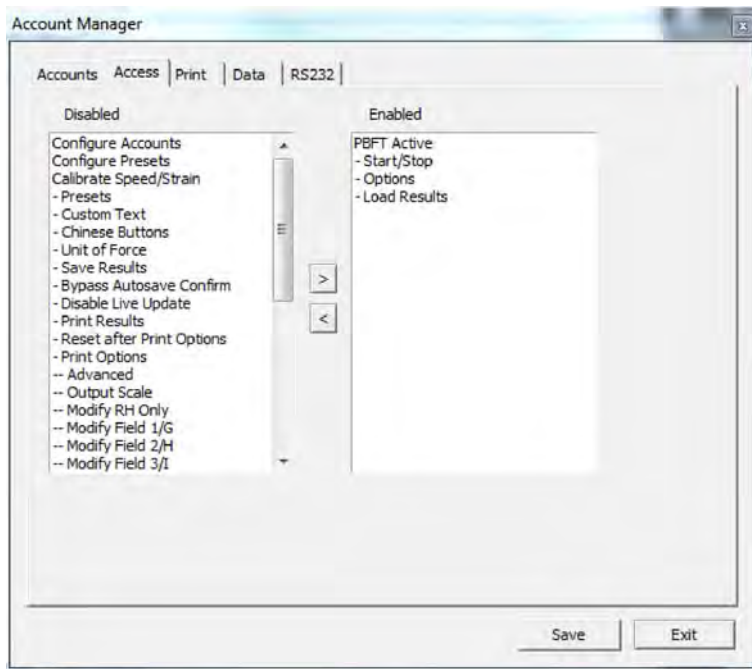 Account Manager
Accounts Access Print Data RS232
Disabled
Configure Accounts
Configure Presets
Calibrate Speed/Strain
- Presets
- Custom Text
- Chinese Buttons
- Unit of Force
- Save Results
- Bypass Autosave Confirm
- Disable Live Update
- Print Results
- Reset after Print Options
- Print Options
-- Advanced
-- Output Scale
-- Modify RH Only
-- Modify Field 1/G
-- Modify Field 2/H
-- Modify Field 3/I
>
<
Enabled
PBFT Active
- Start/Stop
- Options
- Load Results
Save Exit